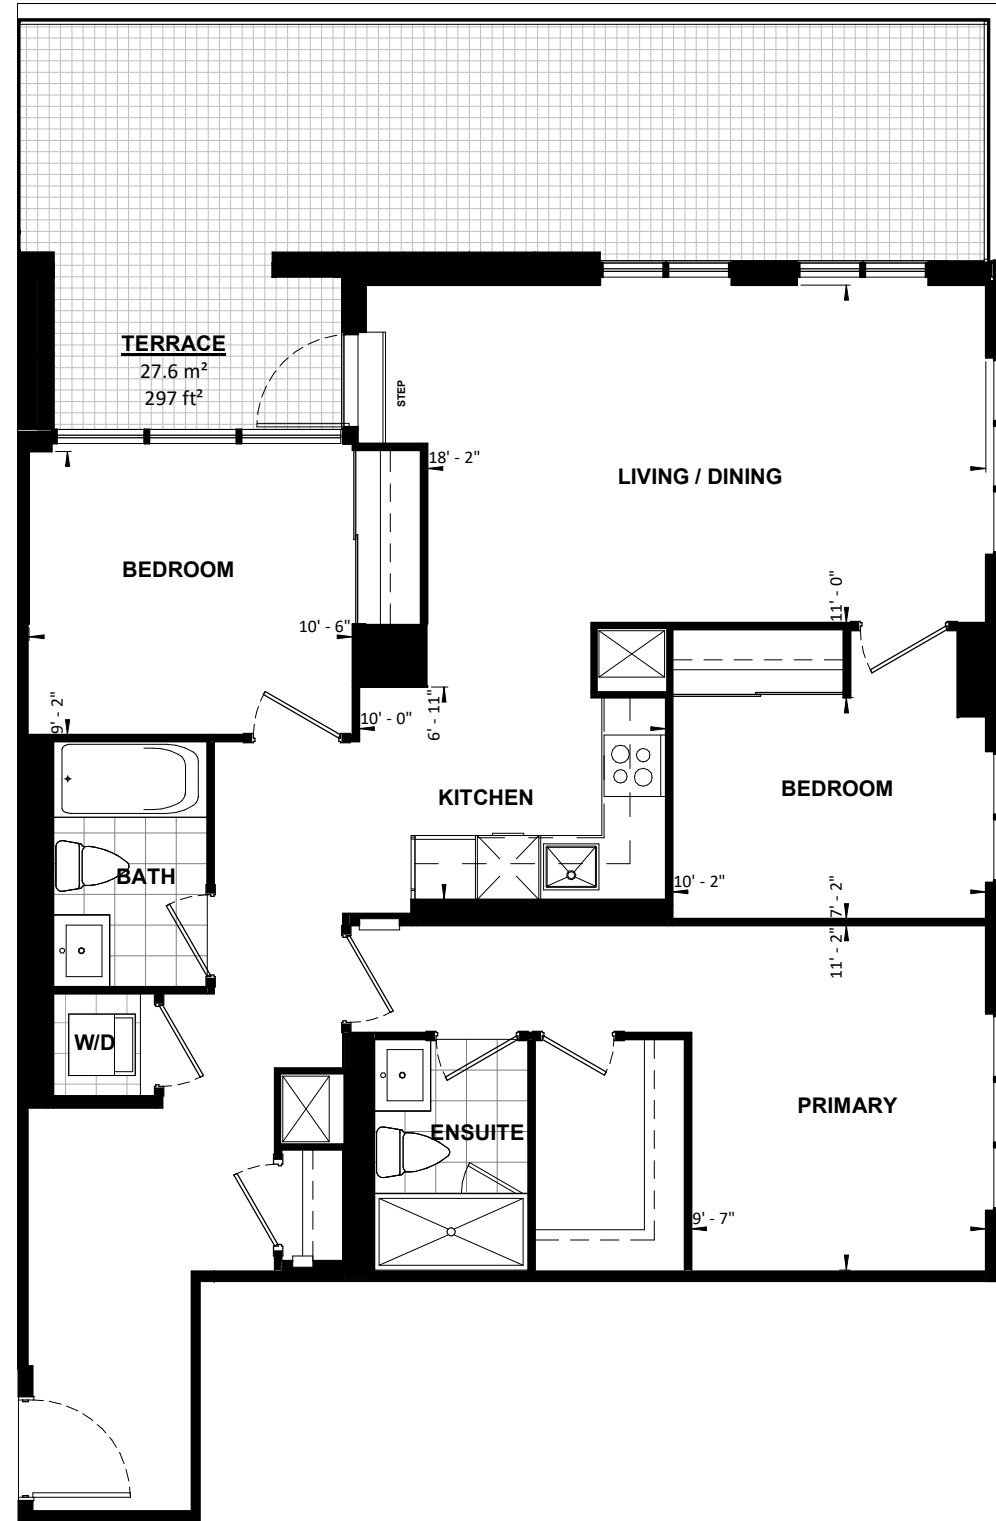 TERRACE
27.6 m²
297 ft²
STEP
18' - 2"
LIVING / DINING
BEDROOM
11' - 0"
10' - 6"
9' - 2"
10' - 0"
6' - 11"
KITCHEN
BEDROOM
BATH
10' - 2"
7' - 2"
11' - 2"
W/D
PRIMARY
ENSUITE
9' - 7"